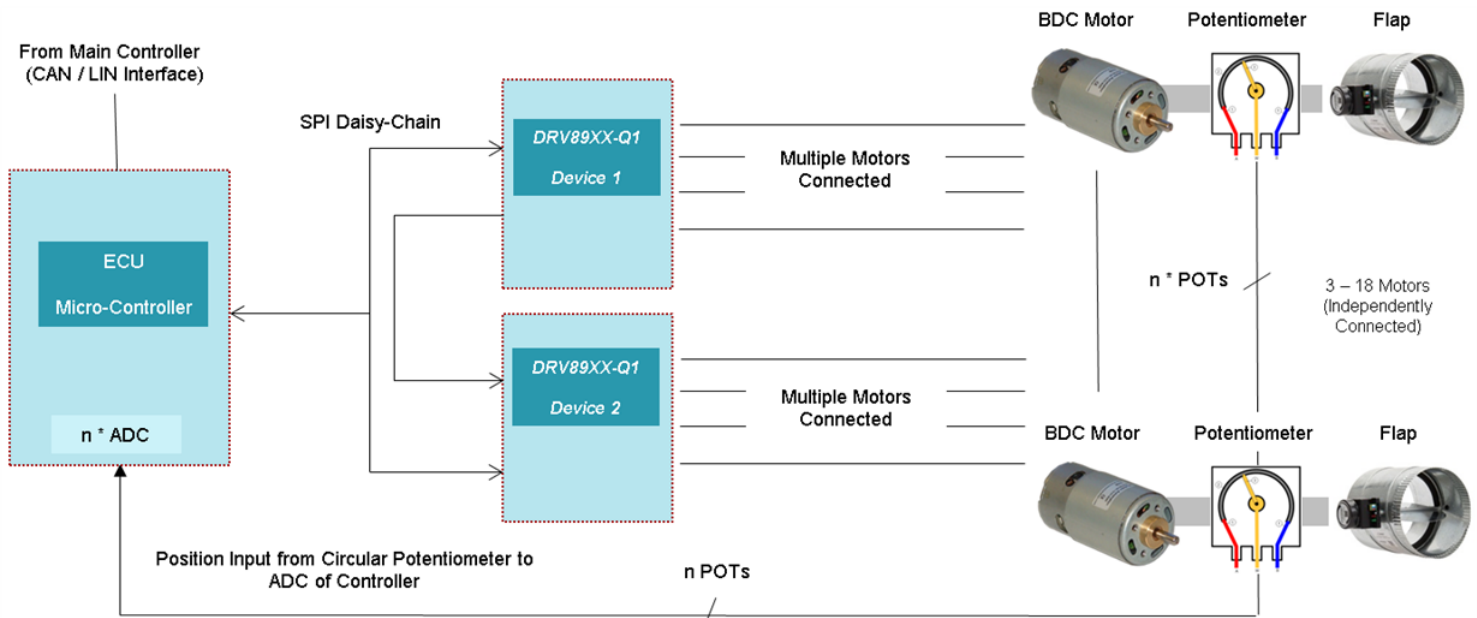 BDC Motor
Potentiometer
Flap
From Main Controller
(CAN / LIN Interface)
SPI Daisy-Chain
DRV89XX-Q1
Device 1
Multiple Motors
Connected
ECU
Micro-Controller
n * ADC
n * POTs
3 – 18 Motors
(Independently
Connected)
DRV89XX-Q1
Device 2
Multiple Motors
Connected
BDC Motor
Potentiometer
Flap
Position Input from Circular Potentiometer to
ADC of Controller
n POTs